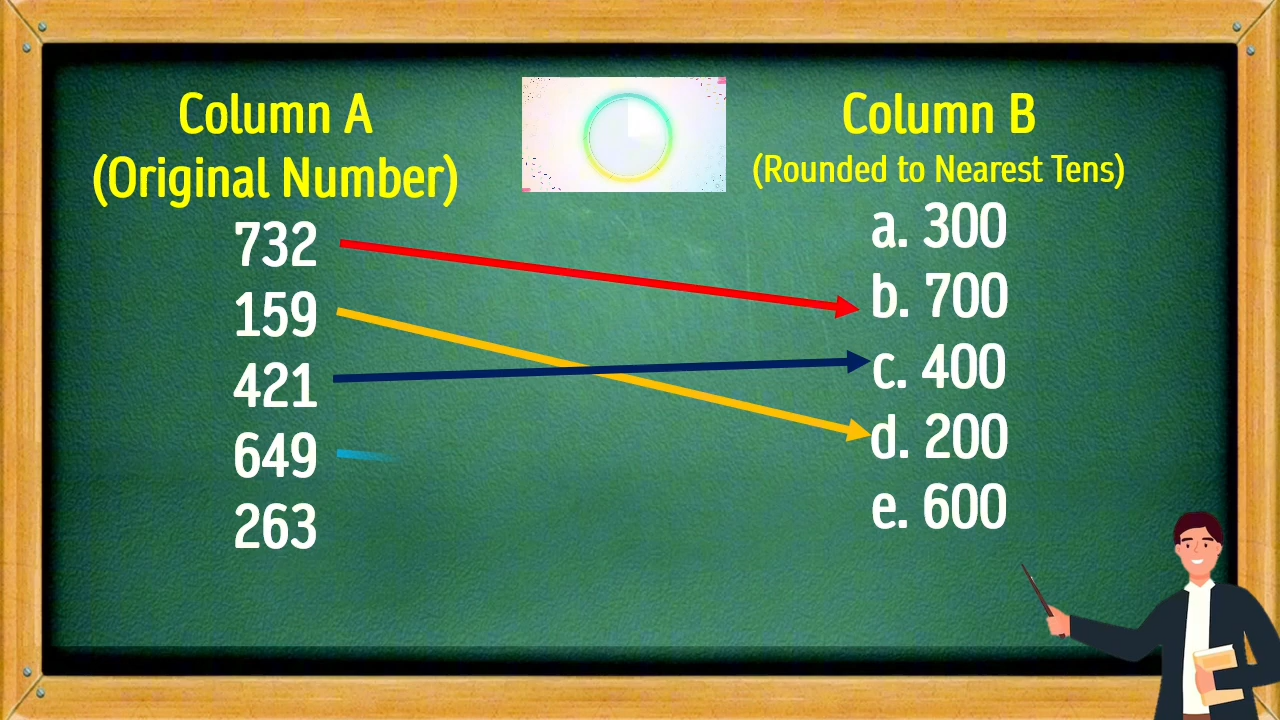 Column A
(Original Number)
732
159
421
649
263
Column B
(Rounded to Nearest Tens)
a. 300
b. 700
c. 400
d. 200
e. 600